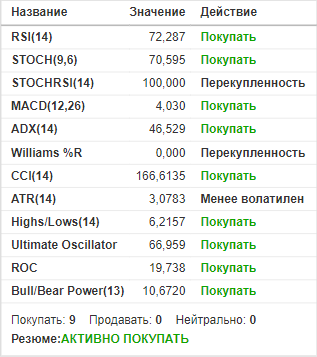 Название Значение Действие
RSI(14) 72,287 Покупать
STOCH(9,6) 70,595 Покупать
STOCHRSI(14) 100,000 Перекупленность
MACD(12,26) 4,030 Покупать
ADX(14) 46,529 Покупать
Williams %R 0,000 Перекупленность
CCI(14) 166,6135 Покупать
ATR(14) 3,0783 Менее волатилен
Highs/Lows(14) 6,2157 Покупать
Ultimate Oscillator 66,959 Покупать
ROC 19,738 Покупать
Bull/Bear Power(13) 10,6720 Покупать
Покупать: 9 Продавать: 0 Нейтрально: 0
Резюме:АКТИВНО ПОКУПАТЬ